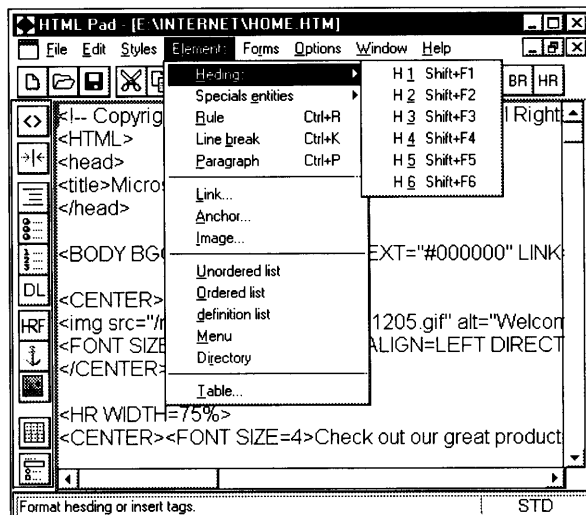 HTML Pad - [E:\INTERNET\HOME.HTM]
File Edit Styles Element: Forms Options Window Help
BR HR
Heding:
Specials entities
Rule Ctrl+R
Line break Ctrl+K
Paragraph Ctrl+P
Link...
Anchor...
Image...
Unordered list
Ordered list
definition list
Menu
Directory
Table...
H 1 Shift+F1
H 2 Shift+F2
H 3 Shift+F3
H 4 Shift+F4
H 5 Shift+F5
H 6 Shift+F6
DL
HRF
<!-- Copyrig l Right
<HTML>
<head>
<title>Micros
</head>
<BODY BG EXT="#000000" LINK
<CENTER>
<img src="/r 1205.gif" alt="Welcon
<FONT SIZE ALIGN=LEFT DIRECT
</CENTER>
<HR WIDTH=75%>
<CENTER><FONT SIZE=4>Check out our great product
Format hesding or insert tags. STD